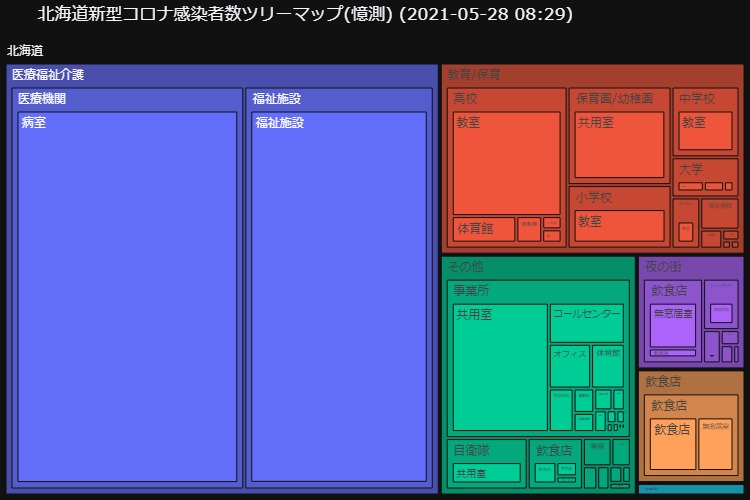 北海道新型コロナ感染者数ツリーマップ(憶測) (2021-05-28 08:29)
北海道
医療福祉介護
医療機関
病室
福祉施設
福祉施設
教育/保育
高校
教室
体育館
保育園/幼稚園
共用室
小学校
教室
中学校
教室
大学
その他
事業所
共用室
コールセンター
オフィス
体育館
自衛隊
共用室
飲食店
夜の街
飲食店
無窓居室
飲食店
飲食店
飲食店
無窓居室